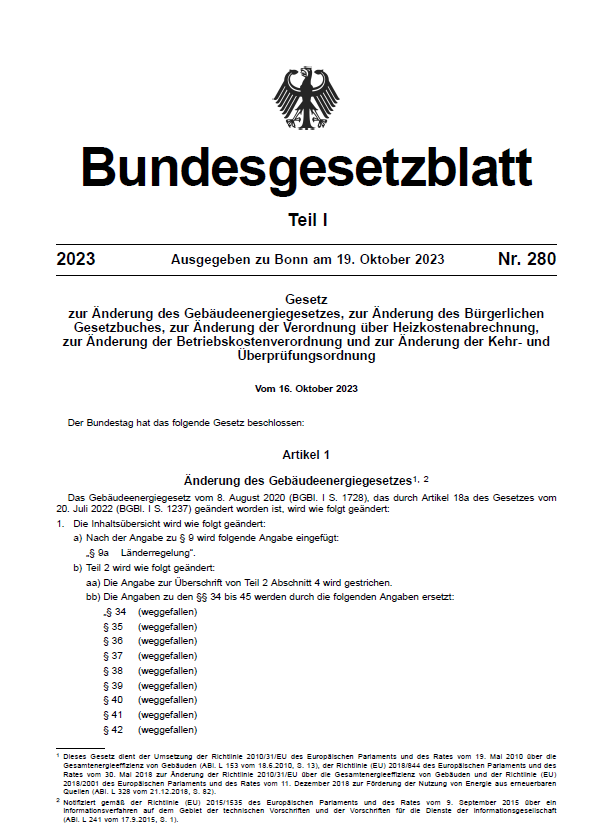 Bundesgesetzblatt
Teil I
2023 Ausgegeben zu Bonn am 19. Oktober 2023 Nr. 280
Gesetz
zur Änderung des Gebäudeenergiegesetzes, zur Änderung des Bürgerlichen
Gesetzbuches, zur Änderung der Verordnung über Heizkostenabrechnung,
zur Änderung der Betriebskostenverordnung und zur Änderung der Kehr- und
Überprüfungsordnung
Vom 16. Oktober 2023
Der Bundestag hat das folgende Gesetz beschlossen:
Artikel 1
Änderung des Gebäudeenergiegesetzes1, 2
Das Gebäudeenergiegesetz vom 8. August 2020 (BGBl. I S. 1728), das durch Artikel 18a des Gesetzes vom
20. Juli 2022 (BGBl. I S. 1237) geändert worden ist, wird wie folgt geändert:
1. Die Inhaltsübersicht wird wie folgt geändert:
a) Nach der Angabe zu § 9 wird folgende Angabe eingefügt:
„§ 9a Länderregelung“.
b) Teil 2 wird wie folgt geändert:
aa) Die Angabe zur Überschrift von Teil 2 Abschnitt 4 wird gestrichen.
bb) Die Angaben zu den §§ 34 bis 45 werden durch die folgenden Angaben ersetzt:
„§ 34 (weggefallen)
§ 35 (weggefallen)
§ 36 (weggefallen)
§ 37 (weggefallen)
§ 38 (weggefallen)
§ 39 (weggefallen)
§ 40 (weggefallen)
§ 41 (weggefallen)
§ 42 (weggefallen)
1 Dieses Gesetz dient der Umsetzung der Richtlinie 2010/31/EU des Europäischen Parlaments und des Rates vom 19. Mai 2010 über die
Gesamtenergieeffizienz von Gebäuden (ABl. L 153 vom 18.6.2010, S. 13), der Richtlinie (EU) 2018/844 des Europäischen Parlaments und des
Rates vom 30. Mai 2018 zur Änderung der Richtlinie 2010/31/EU über die Gesamtenergieeffizienz von Gebäuden und der Richtlinie (EU)
2018/2001 des Europäischen Parlaments und des Rates vom 11. Dezember 2018 zur Förderung der Nutzung von Energie aus erneuerbaren
Quellen (ABl. L 328 vom 21.12.2018, S. 82).
2 Notifiziert gemäß der Richtlinie (EU) 2015/1535 des Europäischen Parlaments und des Rates vom 9. September 2015 über ein
Informationsverfahren auf dem Gebiet der technischen Vorschriften und der Vorschriften für die Dienste der Informationsgesellschaft
(ABl. L 241 vom 17.9.2015, S. 1).